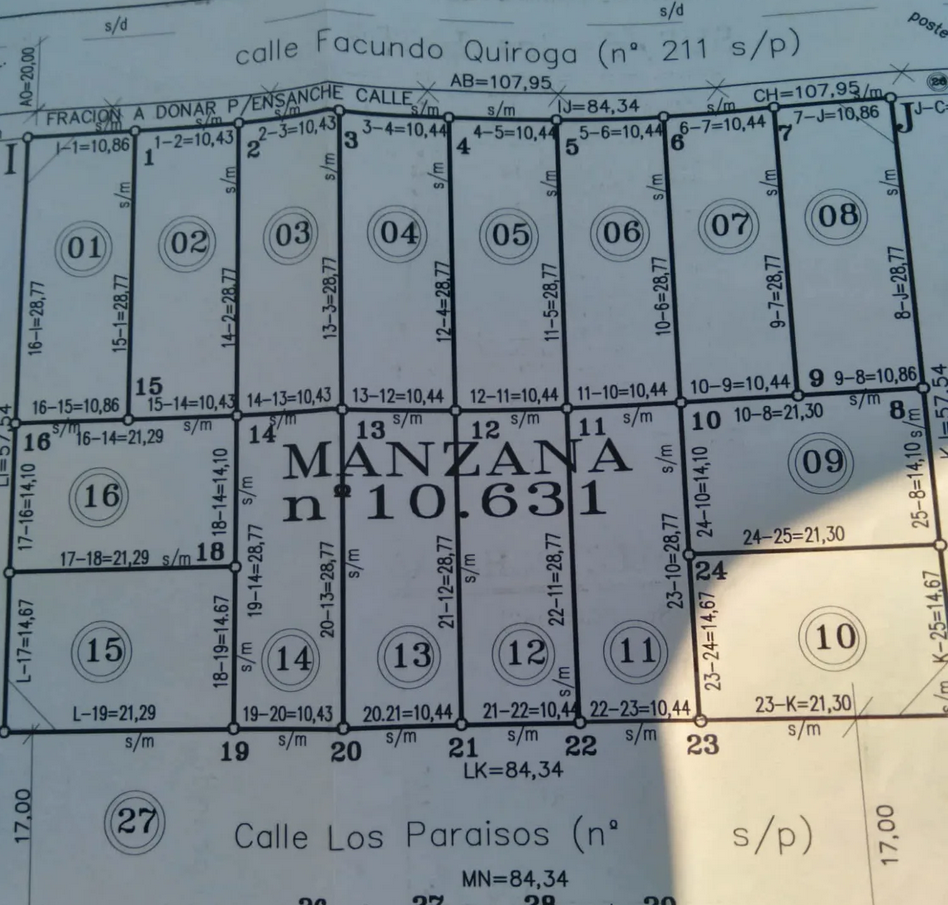 s/d
s/d
poste
calle Facundo Quiroga (nº 211 s/p)
AO=20,00
AB=107,95
CH=107,95
s/m
FRACION A DONAR P/ENSANCHE CALLE
s/m
s/m
IJ=84,34
s/m
J-C
s/m
s/m
s/m
I
I-1=10,86
1
1-2=10,43
2
2-3=10,43
3
3-4=10,44
4
4-5=10,44
5
5-6=10,44
6
6-7=10,44
7
7-J=10,86
J
s/m
s/m
s/m
s/m
s/m
s/m
s/m
s/m
01
02
03
04
05
06
07
08
16-I=28,77
15-1=28,77
14-2=28,77
13-3=28,77
12-4=28,77
11-5=28,77
10-6=28,77
9-7=28,77
8-J=28,77
15
9
16-15=10,86
15-14=10,43
14-13=10,43
13-12=10,44
12-11=10,44
11-10=10,44
10-9=10,44
9-8=10,86
s/m
s/m
s/m
s/m
s/m
s/m
s/m
16
16-14=21,29
14
13
12
11
10
10-8=21,30
8
LI=57,54
KJ=57,54
MANZANA
nº 10.631
17-16=14,10
16
18-14=14,10
s/m
s/m
24-10=14,10
09
25-8=14,10
s/m
17-18=21,29
s/m
18
24-25=21,30
24
19-14=28,77
20-13=28,77
s/m
21-12=28,77
s/m
22-11=28,77
23-10=28,77
L-17=14,67
15
18-19=14.67
s/m
14
13
12
s/m
11
23-24=14,67
10
K-25=14,67
s/m
L-19=21,29
19-20=10,43
20.21=10,44
21-22=10,44
22-23=10,44
23-K=21,30
s/m
s/m
s/m
s/m
s/m
19
20
21
22
23
LK=84,34
17,00
27
Calle Los Paraisos (nº s/p)
17,00
MN=84,34